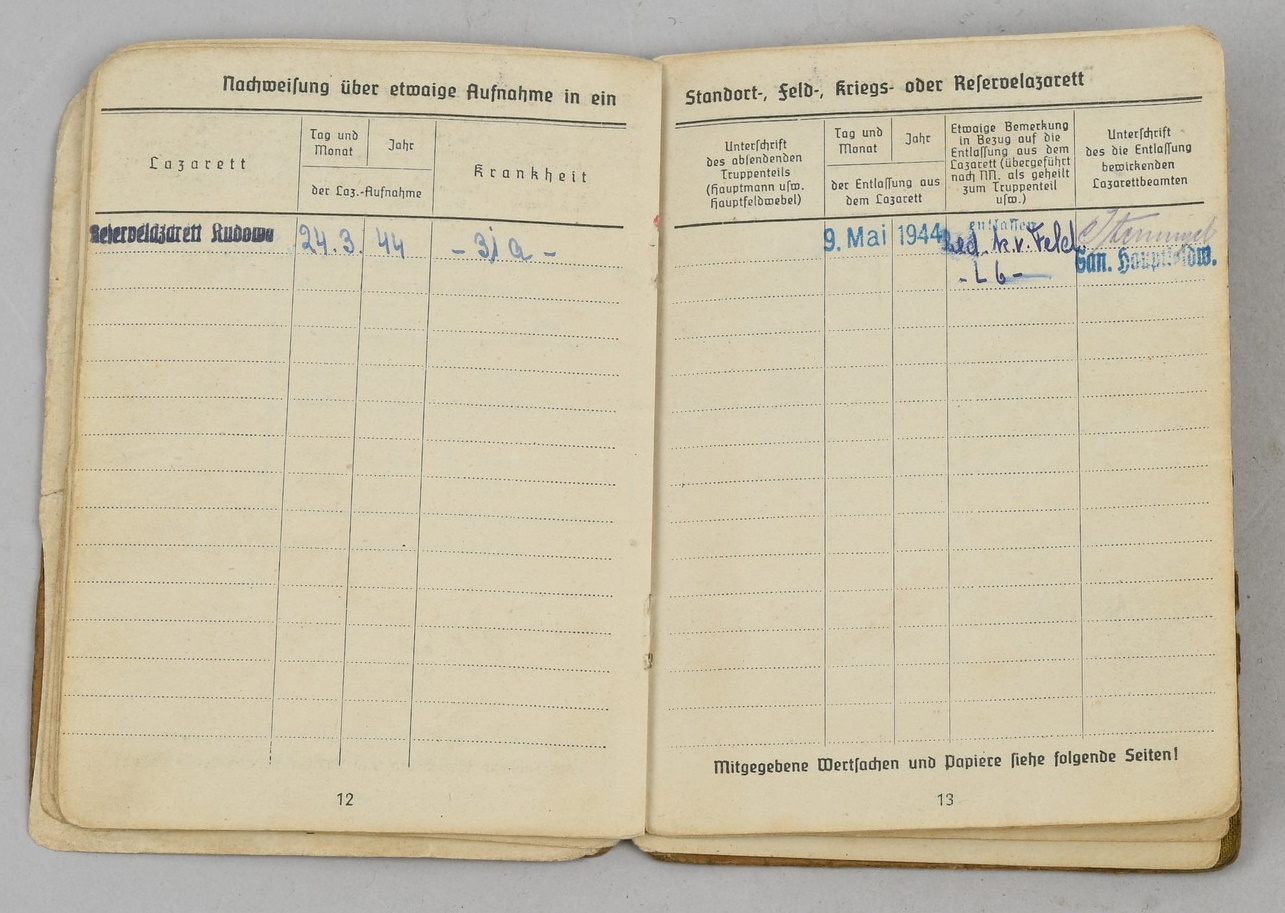 Nachweisung über etwaige Aufnahme in ein
Lazarett
Tag und
Monat
Jahr
der Laz.-Aufnahme
Krankheit
Reservelazarett Kudowa
24.3.
44
- 3) a -
12
Standort-, Feld-, Kriegs- oder Reservelazarett
Unterschrift
des absendenden
Truppenteils
(Hauptmann usw.
Hauptfeldwebel)
Tag und
Monat
Jahr
der Entlassung aus
dem Lazarett
Etwaige Bemerkung
in Bezug auf die
Entlassung aus dem
Lazarett (übergeführt
nach NN. als geheilt
zum Truppenteil
usw.)
Unterschrift
des die Entlassung
bewirkenden
Lazarettbeamten
9. Mai
1944
entlassen
bed. k.v. Feld
- L 6 -
San. Hauptfeldw.
Mitgegebene Wertsachen und Papiere siehe folgende Seiten!
13